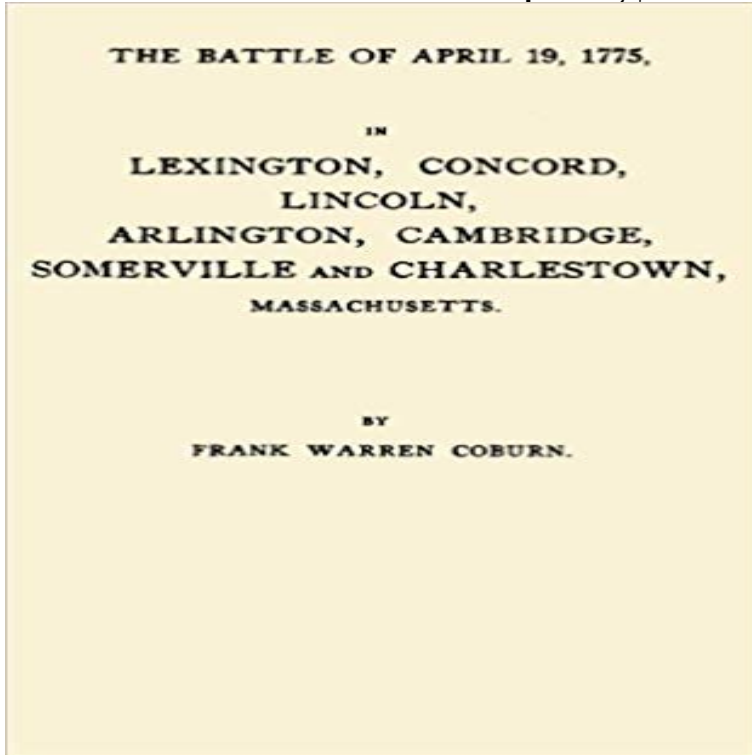 THE BATTLE OF APRIL 19, 1775,
IN
LEXINGTON, CONCORD,
LINCOLN,
ARLINGTON, CAMBRIDGE,
SOMERVILLE AND CHARLESTOWN,
MASSACHUSETTS.
BY
FRANK WARREN COBURN.